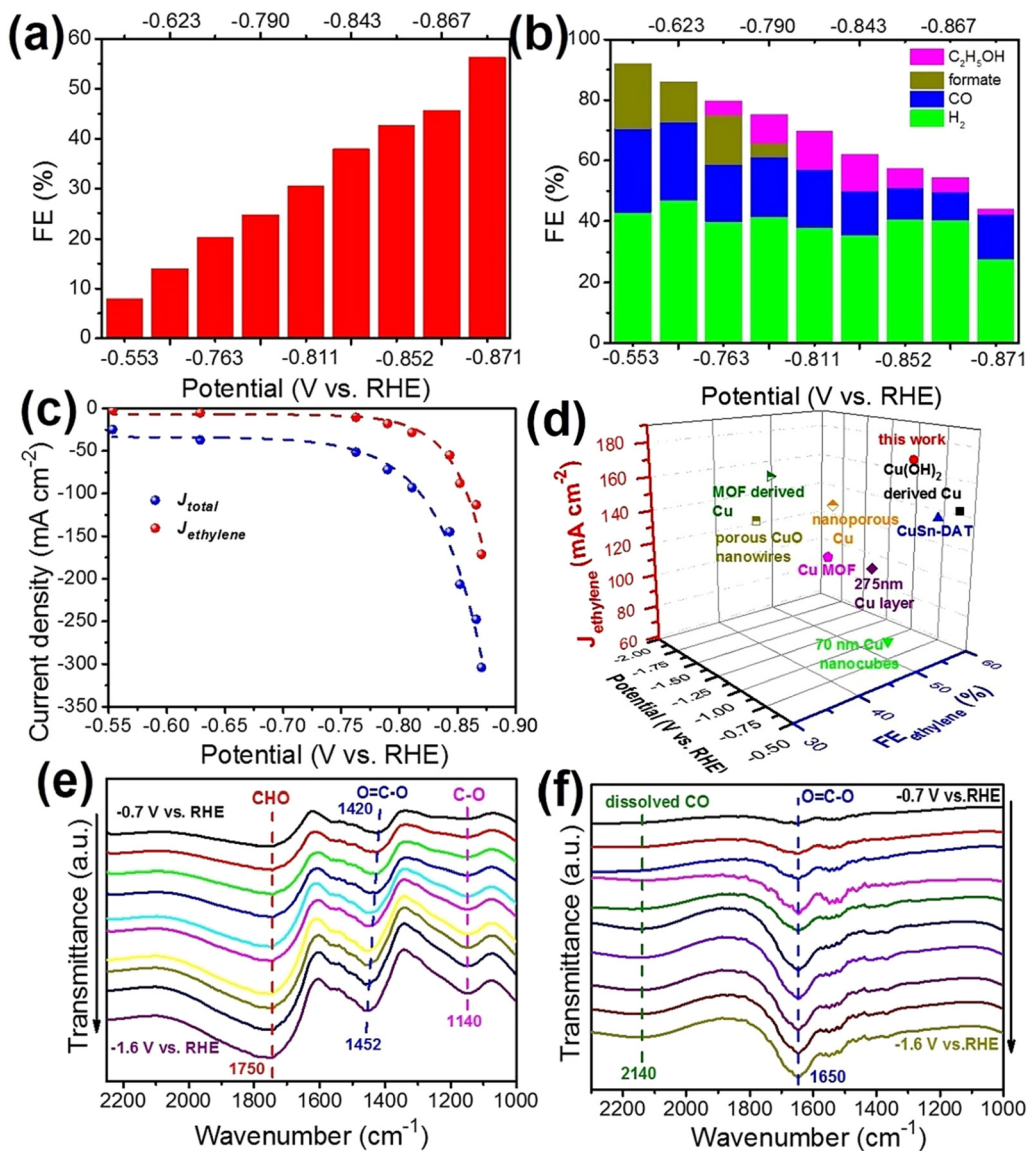 (a)
-0.623 -0.790 -0.843 -0.867
60
50
40
30
20
10
0
FE (%)
-0.553 -0.763 -0.811 -0.852 -0.871
Potential (V vs. RHE)
(b)
-0.623 -0.790 -0.843 -0.867
100
80
60
40
20
0
FE (%)
C₂H₅OH
formate
CO
H₂
-0.553 -0.763 -0.811 -0.852 -0.871
Potential (V vs. RHE)
(c)
0
-50
-100
-150
-200
-250
-300
-350
Current density (mA cm⁻²)
J_total
J_ethylene
-0.55 -0.60 -0.65 -0.70 -0.75 -0.80 -0.85 -0.90
Potential (V vs. RHE)
(d)
180
160
140
120
100
80
60
J_ethylene (mA cm⁻²)
this work
Cu(OH)₂
derived Cu
MOF derived
Cu
porous CuO
nanowires
nanoporous
Cu
CuSn-DAT
Cu MOF
275nm
Cu layer
70 nm Cu
nanocubes
-2.00
-1.75
-1.50
-1.25
-1.00
-0.75
-0.50
Potential (V vs. RHE)
30 40 50 60
FE_ethylene (%)
(e)
-0.7 V vs. RHE
CHO
O=C-O
1420
C-O
Transmittance (a.u.)
-1.6 V vs. RHE
1750
1452
1140
2200 2000 1800 1600 1400 1200 1000
Wavenumber (cm⁻¹)
(f)
dissolved CO
O=C-O
-0.7 V vs.RHE
Transmittance (a.u.)
-1.6 V vs.RHE
2140
1650
2200 2000 1800 1600 1400 1200 1000
Wavenumber (cm⁻¹)